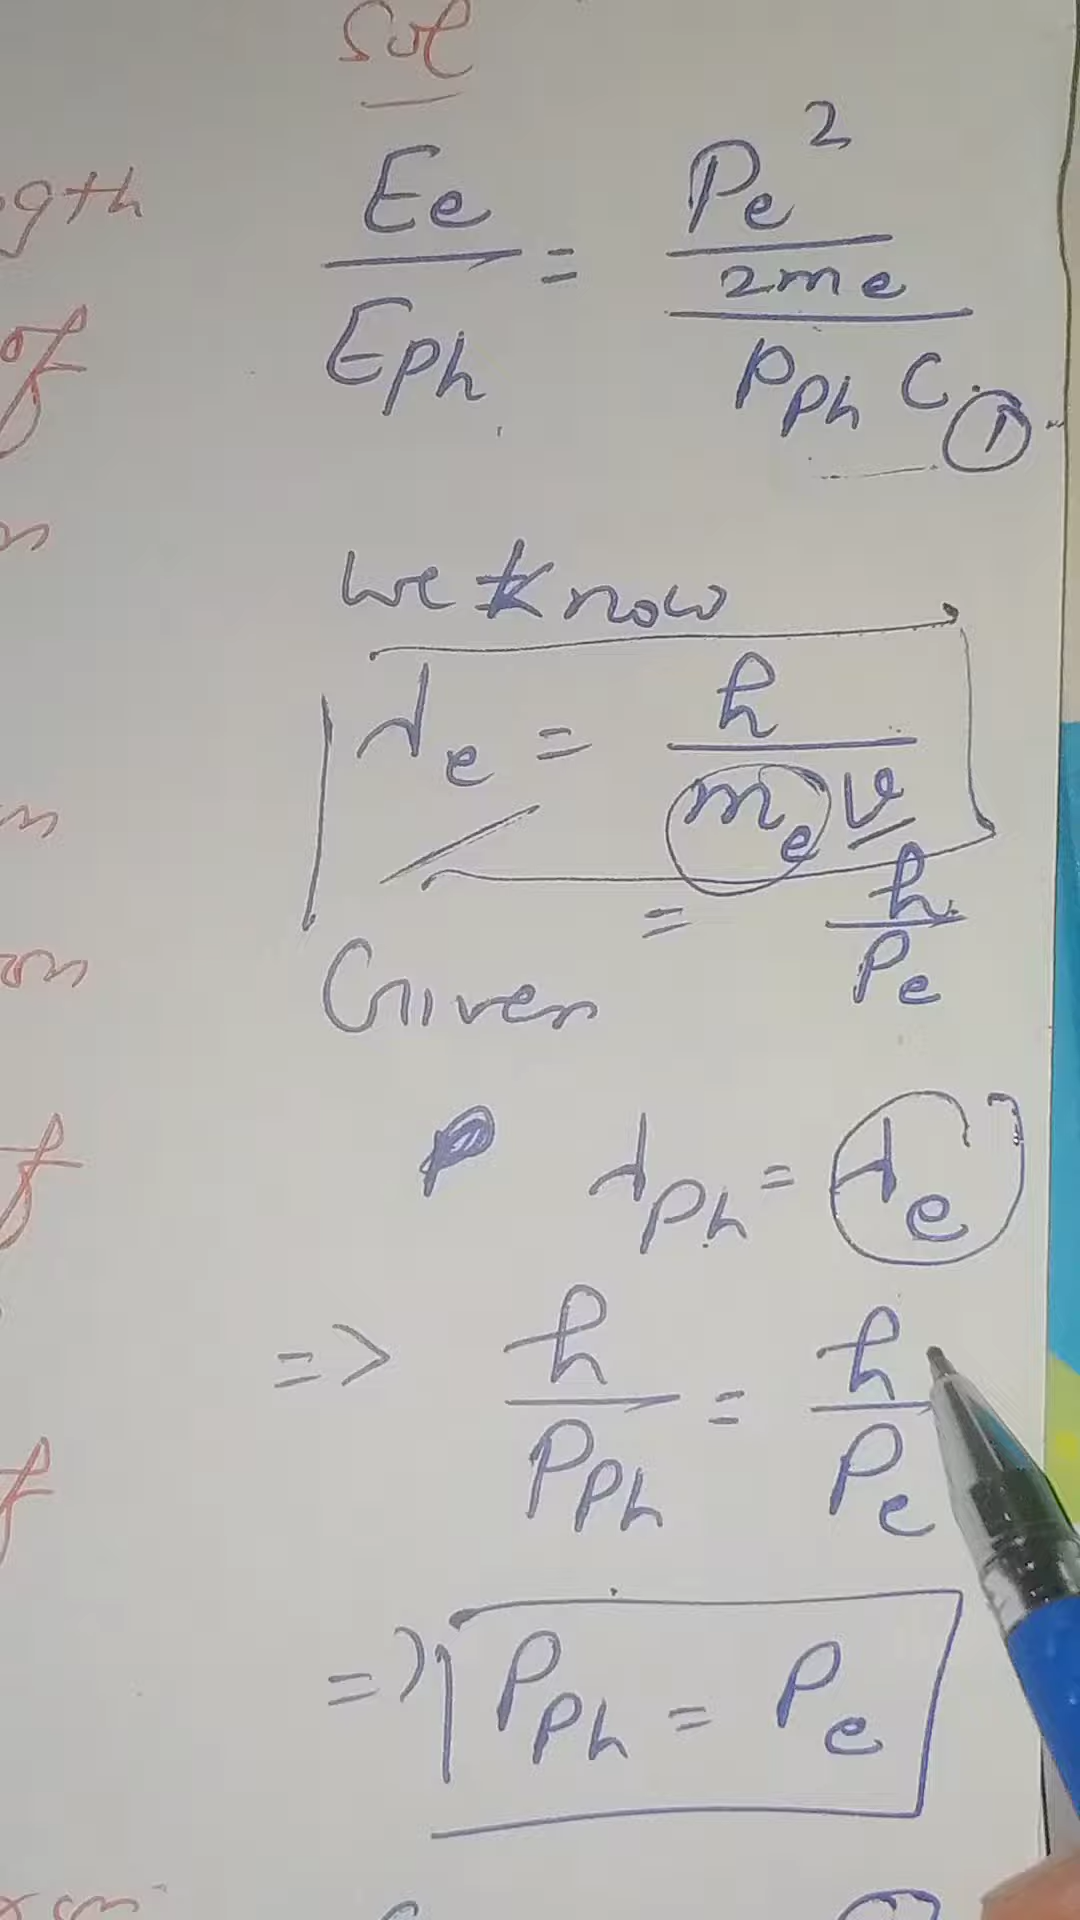 Sol
Ee / Eph = (Pe² / 2me) / (Pph C) ①
We Know
λe = h / (me v)
= h / Pe
Given
λph = λe
=> h / Pph = h / Pe
=> Pph = Pe